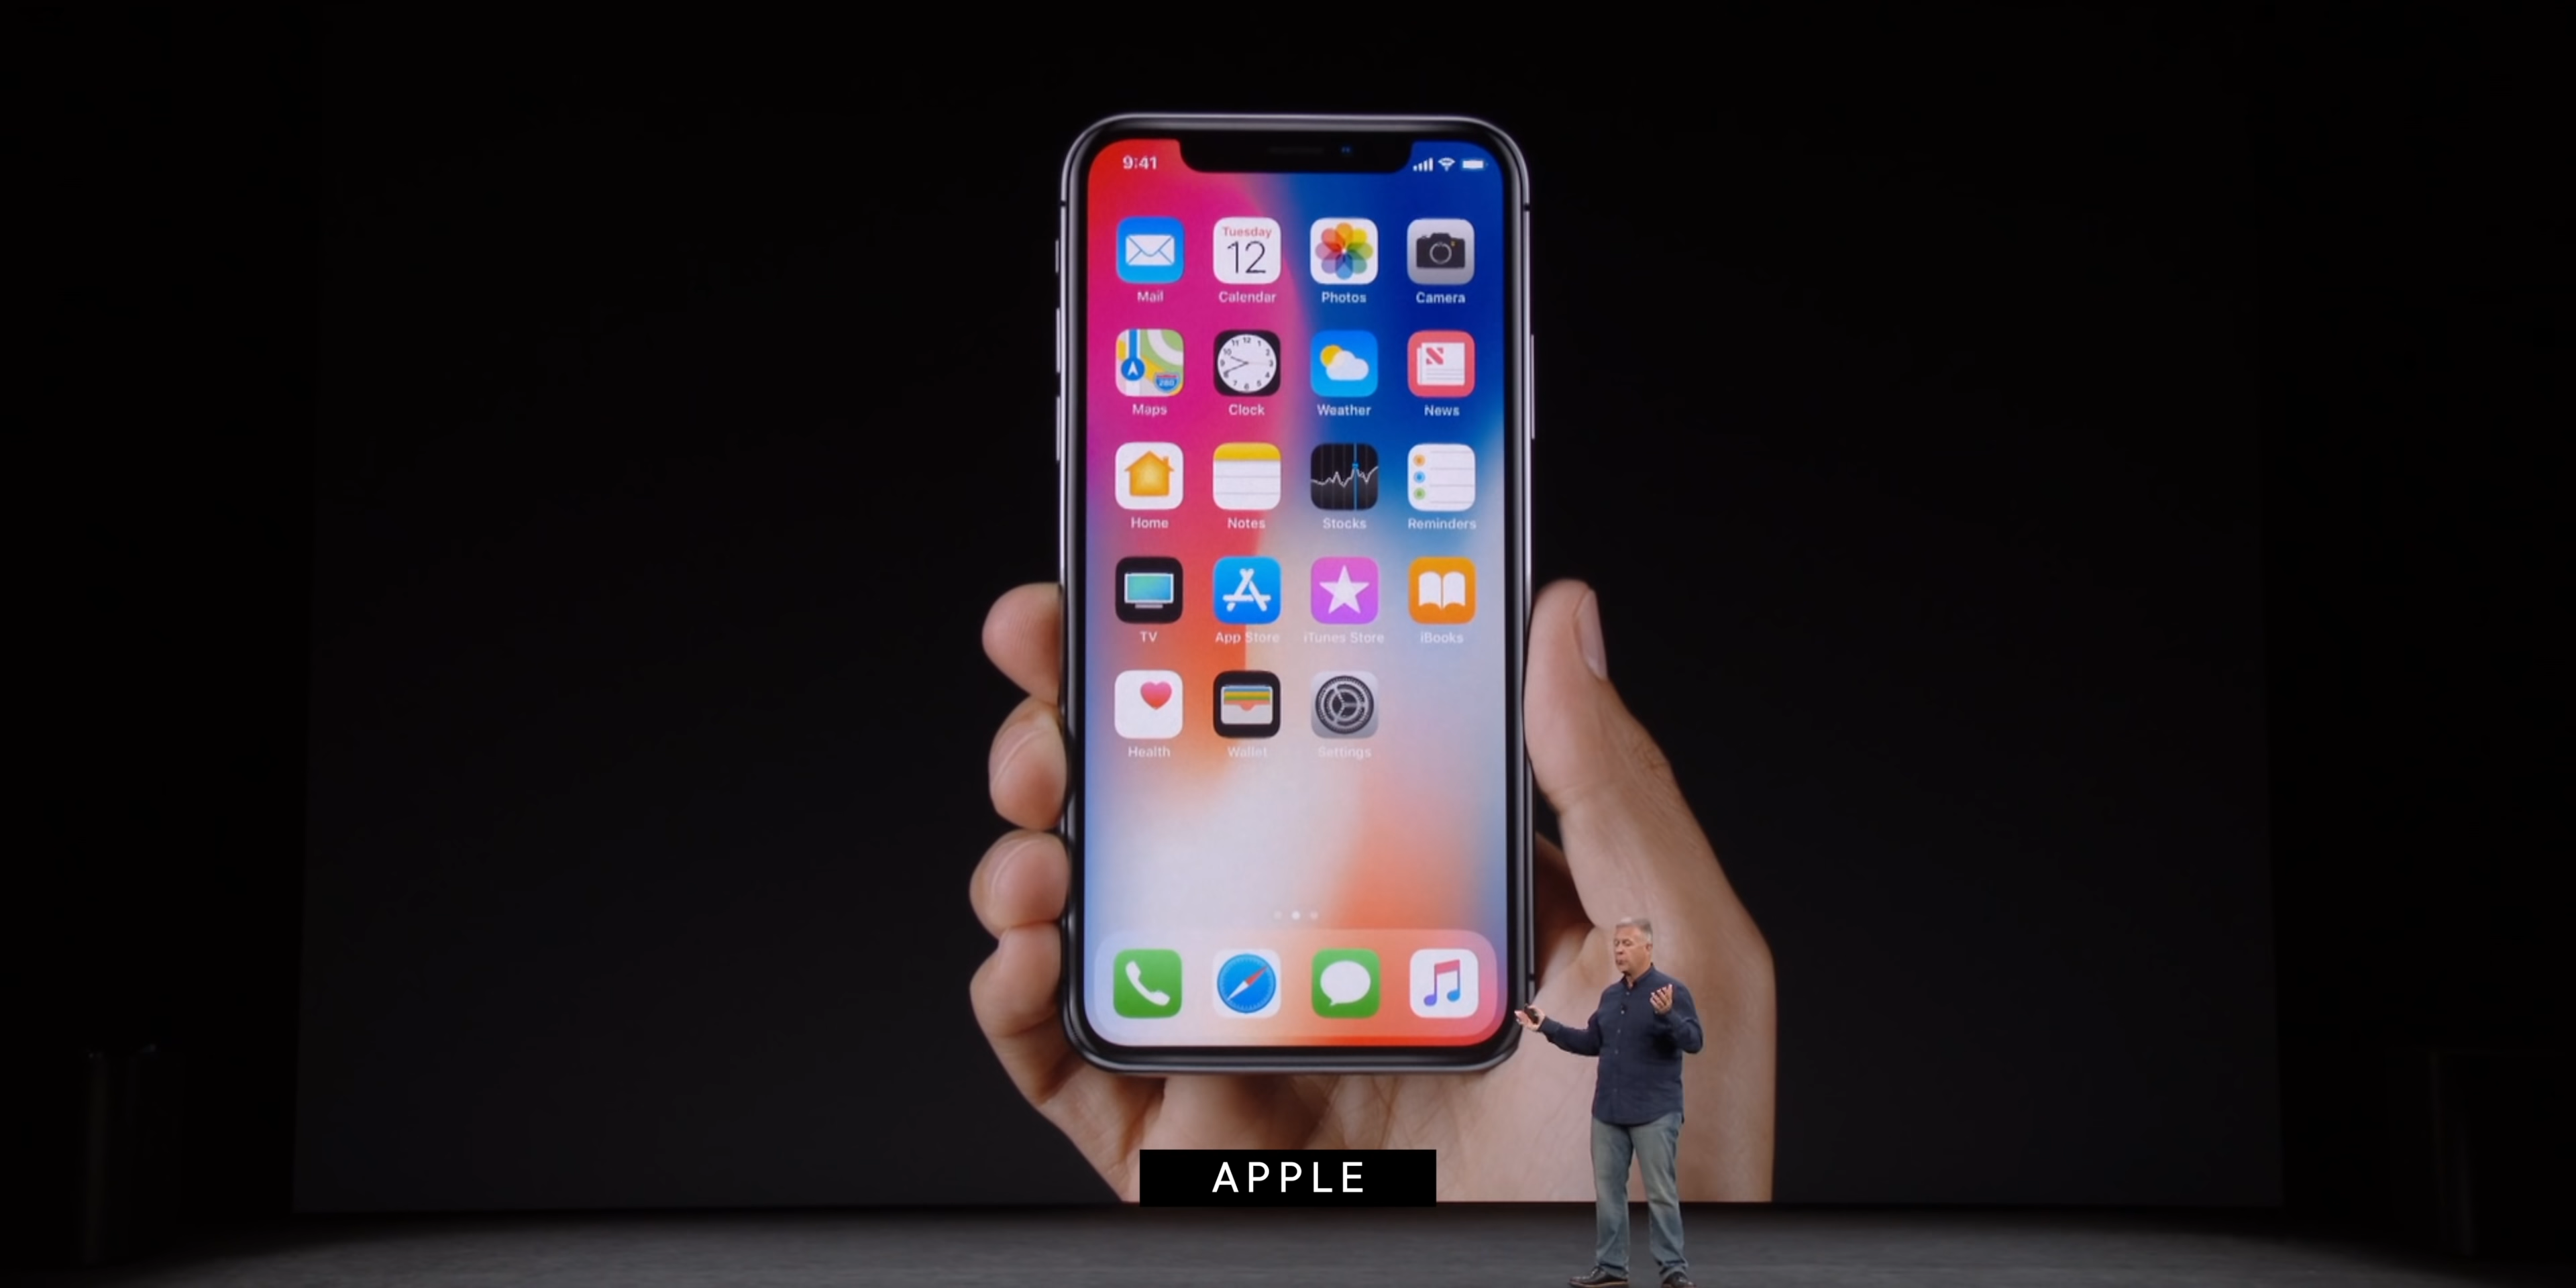 9:41
Tuesday
12
Mail Calendar Photos Camera
280
Maps Clock Weather News
Home Notes Stocks Reminders
TV App Store iTunes Store iBooks
Health Wallet Settings
APPLE